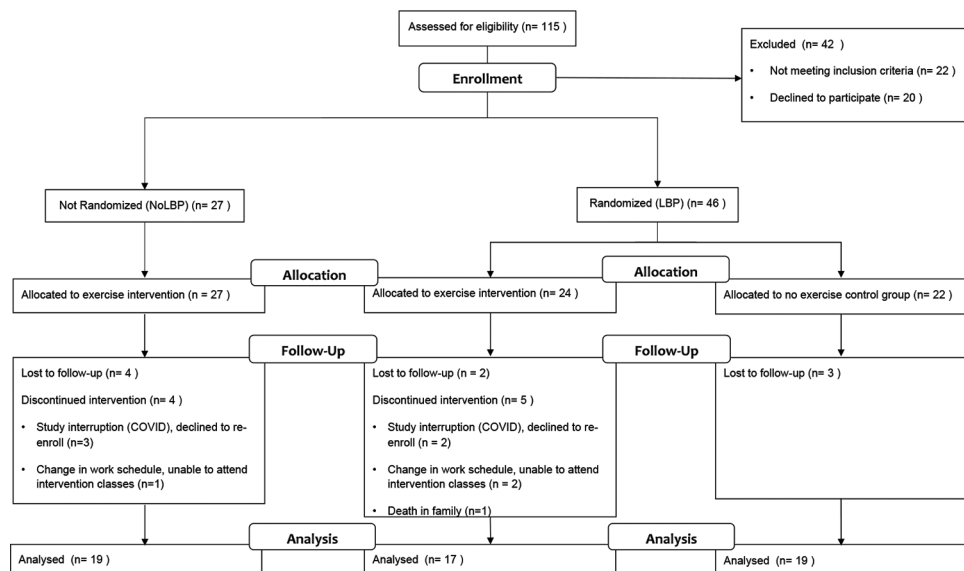 Assessed for eligibility (n= 115)
Excluded (n= 42)
• Not meeting inclusion criteria (n= 22)
• Declined to participate (n= 20)
Enrollment
Not Randomized (NoLBP) (n= 27 )
Randomized (LBP) (n= 46)
Allocation
Allocation
Allocated to exercise intervention (n = 27)
Allocated to exercise intervention (n= 24)
Allocated to no exercise control group (n= 22)
Follow-Up
Follow-Up
Lost to follow-up (n= 4)
Discontinued intervention (n= 4 )
• Study interruption (COVID), declined to re-
enroll (n=3)
• Change in work schedule, unable to attend
intervention classes (n=1)
Lost to follow-up (n = 2)
Discontinued intervention (n= 5)
• Study interruption (COVID), declined to re-
enroll (n = 2)
• Change in work schedule, unable to attend
intervention classes (n = 2)
• Death in family (n=1)
Lost to follow-up (n= 3 )
Analysis
Analysis
Analysed (n= 19 )
Analysed (n= 17 )
Analysed (n= 19 )